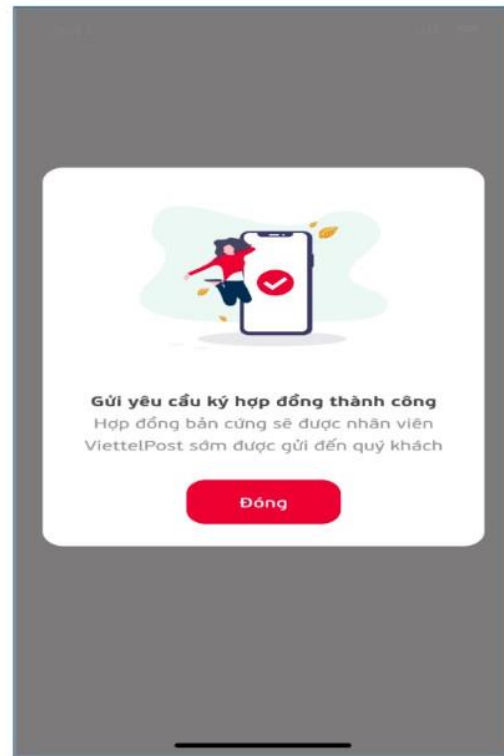 Gửi yêu cầu ký hợp đồng thành công
Hợp đồng bản cứng sẽ được nhân viên
ViettelPost sớm được gửi đến quý khách
Đóng